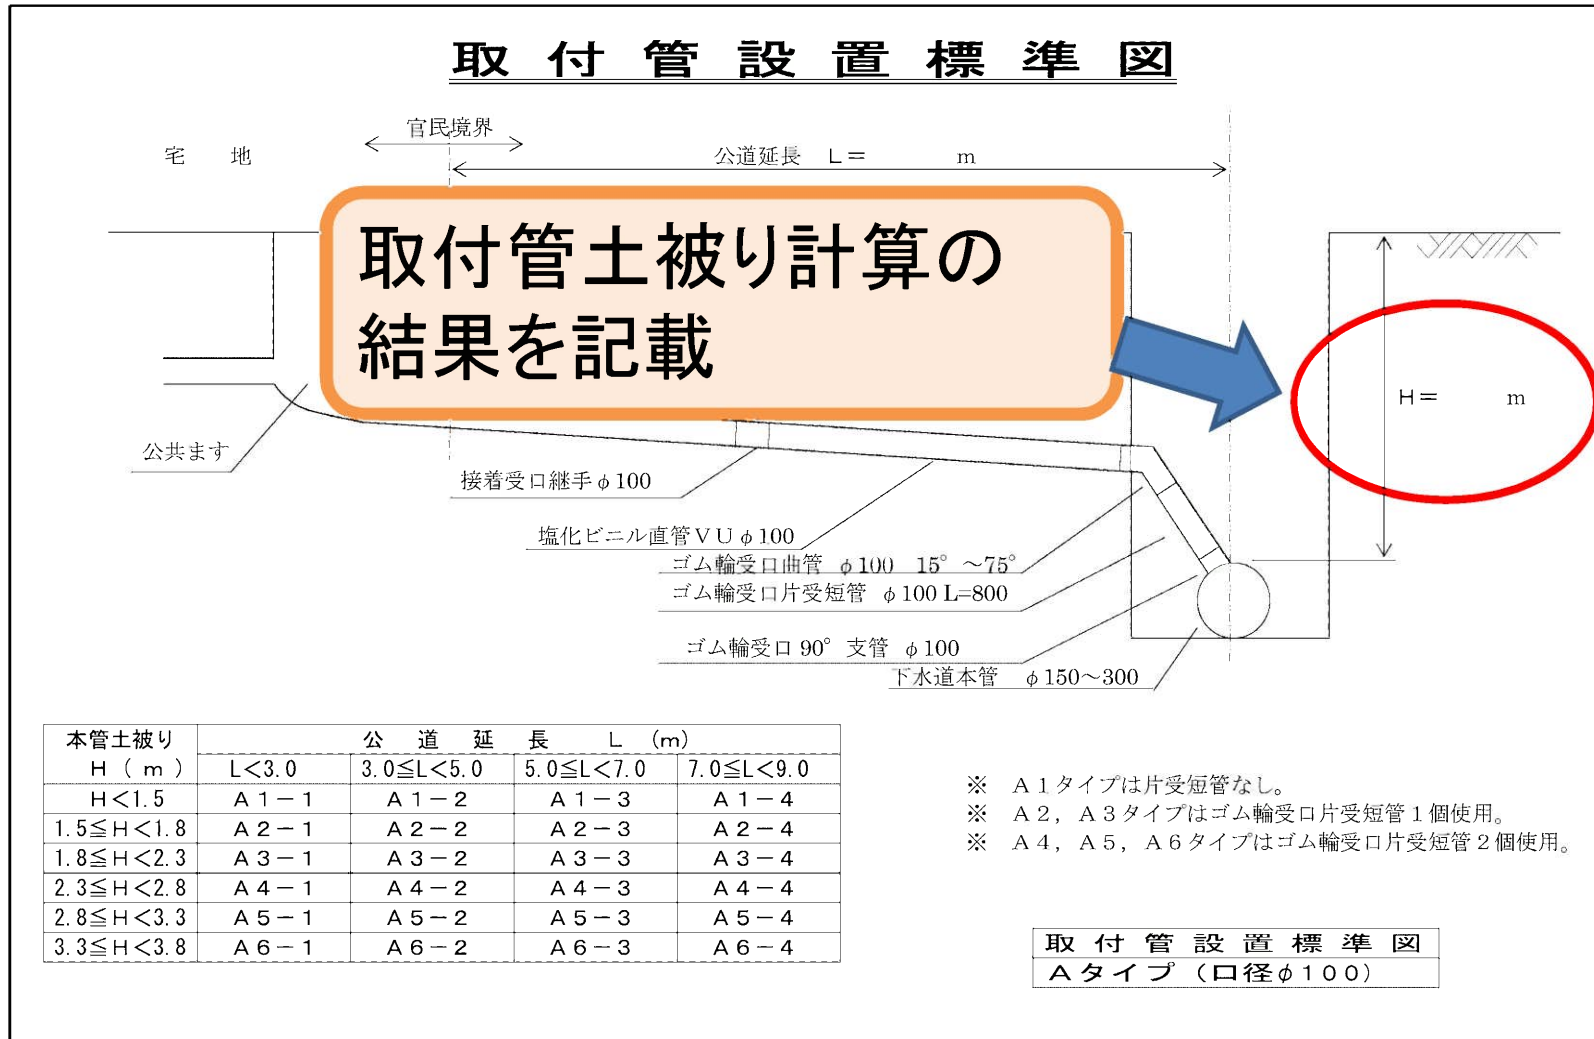 取付管設置標準図
官民境界
宅　地
公道延長　L＝　　　m
取付管土被り計算の
結果を記載
H＝　　　m
公共ます
接着受口継手φ100
塩化ビニル直管ＶＵφ100
ゴム輪受口曲管　φ100　15°～75°
ゴム輪受口片受短管　φ100 L=800
ゴム輪受口 90°支管　φ100
下水道本管　φ150～300
本管土被り　公　道　延　長　L　(m)
H（m）　L<3.0　3.0≦L<5.0　5.0≦L<7.0　7.0≦L<9.0
H<1.5　A1－1　A1－2　A1－3　A1－4
1.5≦H<1.8　A2－1　A2－2　A2－3　A2－4
1.8≦H<2.3　A3－1　A3－2　A3－3　A3－4
2.3≦H<2.8　A4－1　A4－2　A4－3　A4－4
2.8≦H<3.3　A5－1　A5－2　A5－3　A5－4
3.3≦H<3.8　A6－1　A6－2　A6－3　A6－4
※　A1タイプは片受短管なし。
※　A2，A3タイプはゴム輪受口片受短管1個使用。
※　A4，A5，A6タイプはゴム輪受口片受短管2個使用。
取付管設置標準図
Aタイプ（口径φ100）